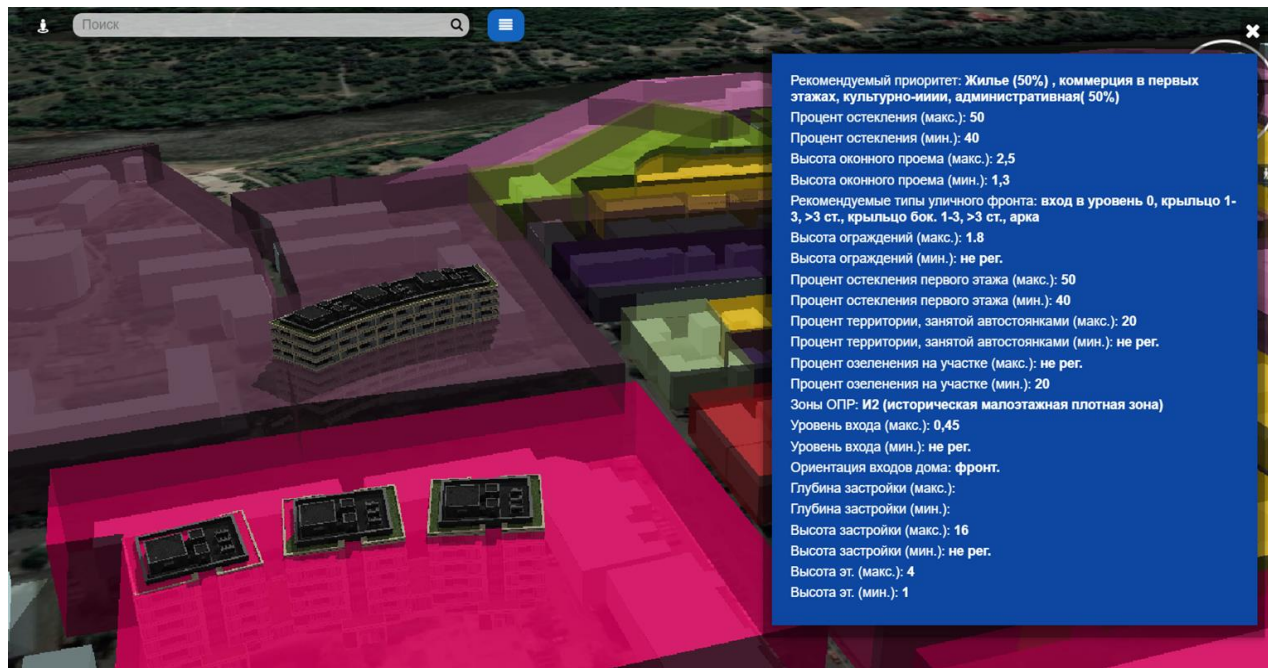 Поиск
Рекомендуемый приоритет: Жилье (50%) , коммерция в первых
этажах, культурно-ииии, административная( 50%)
Процент остекления (макс.): 50
Процент остекления (мин.): 40
Высота оконного проема (макс.): 2,5
Высота оконного проема (мин.): 1,3
Рекомендуемые типы уличного фронта: вход в уровень 0, крыльцо 1-
3, >3 ст., крыльцо бок. 1-3, >3 ст., арка
Высота ограждений (макс.): 1.8
Высота ограждений (мин.): не рег.
Процент остекления первого этажа (макс.): 50
Процент остекления первого этажа (мин.): 40
Процент территории, занятой автостоянками (макс.): 20
Процент территории, занятой автостоянками (мин.): не рег.
Процент озеленения на участке (макс.): не рег.
Процент озеленения на участке (мин.): 20
Зоны ОПР: И2 (историческая малоэтажная плотная зона)
Уровень входа (макс.): 0,45
Уровень входа (мин.): не рег.
Ориентация входов дома: фронт.
Глубина застройки (макс.):
Глубина застройки (мин.):
Высота застройки (макс.): 16
Высота застройки (мин.): не рег.
Высота эт. (макс.): 4
Высота эт. (мин.): 1